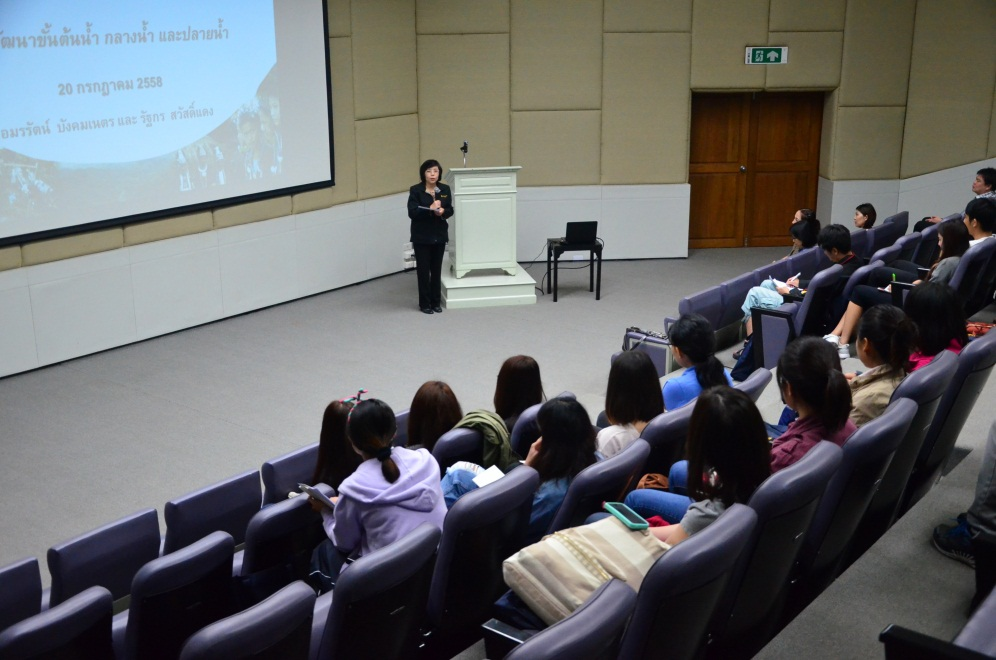 ฒนาขั้นต้นน้ำ กลางน้ำ และปลายน้ำ
20 กรกฎาคม 2558
อมรรัตน์ บังคมเนตร และ รัฐกร สวัสดิ์แดง